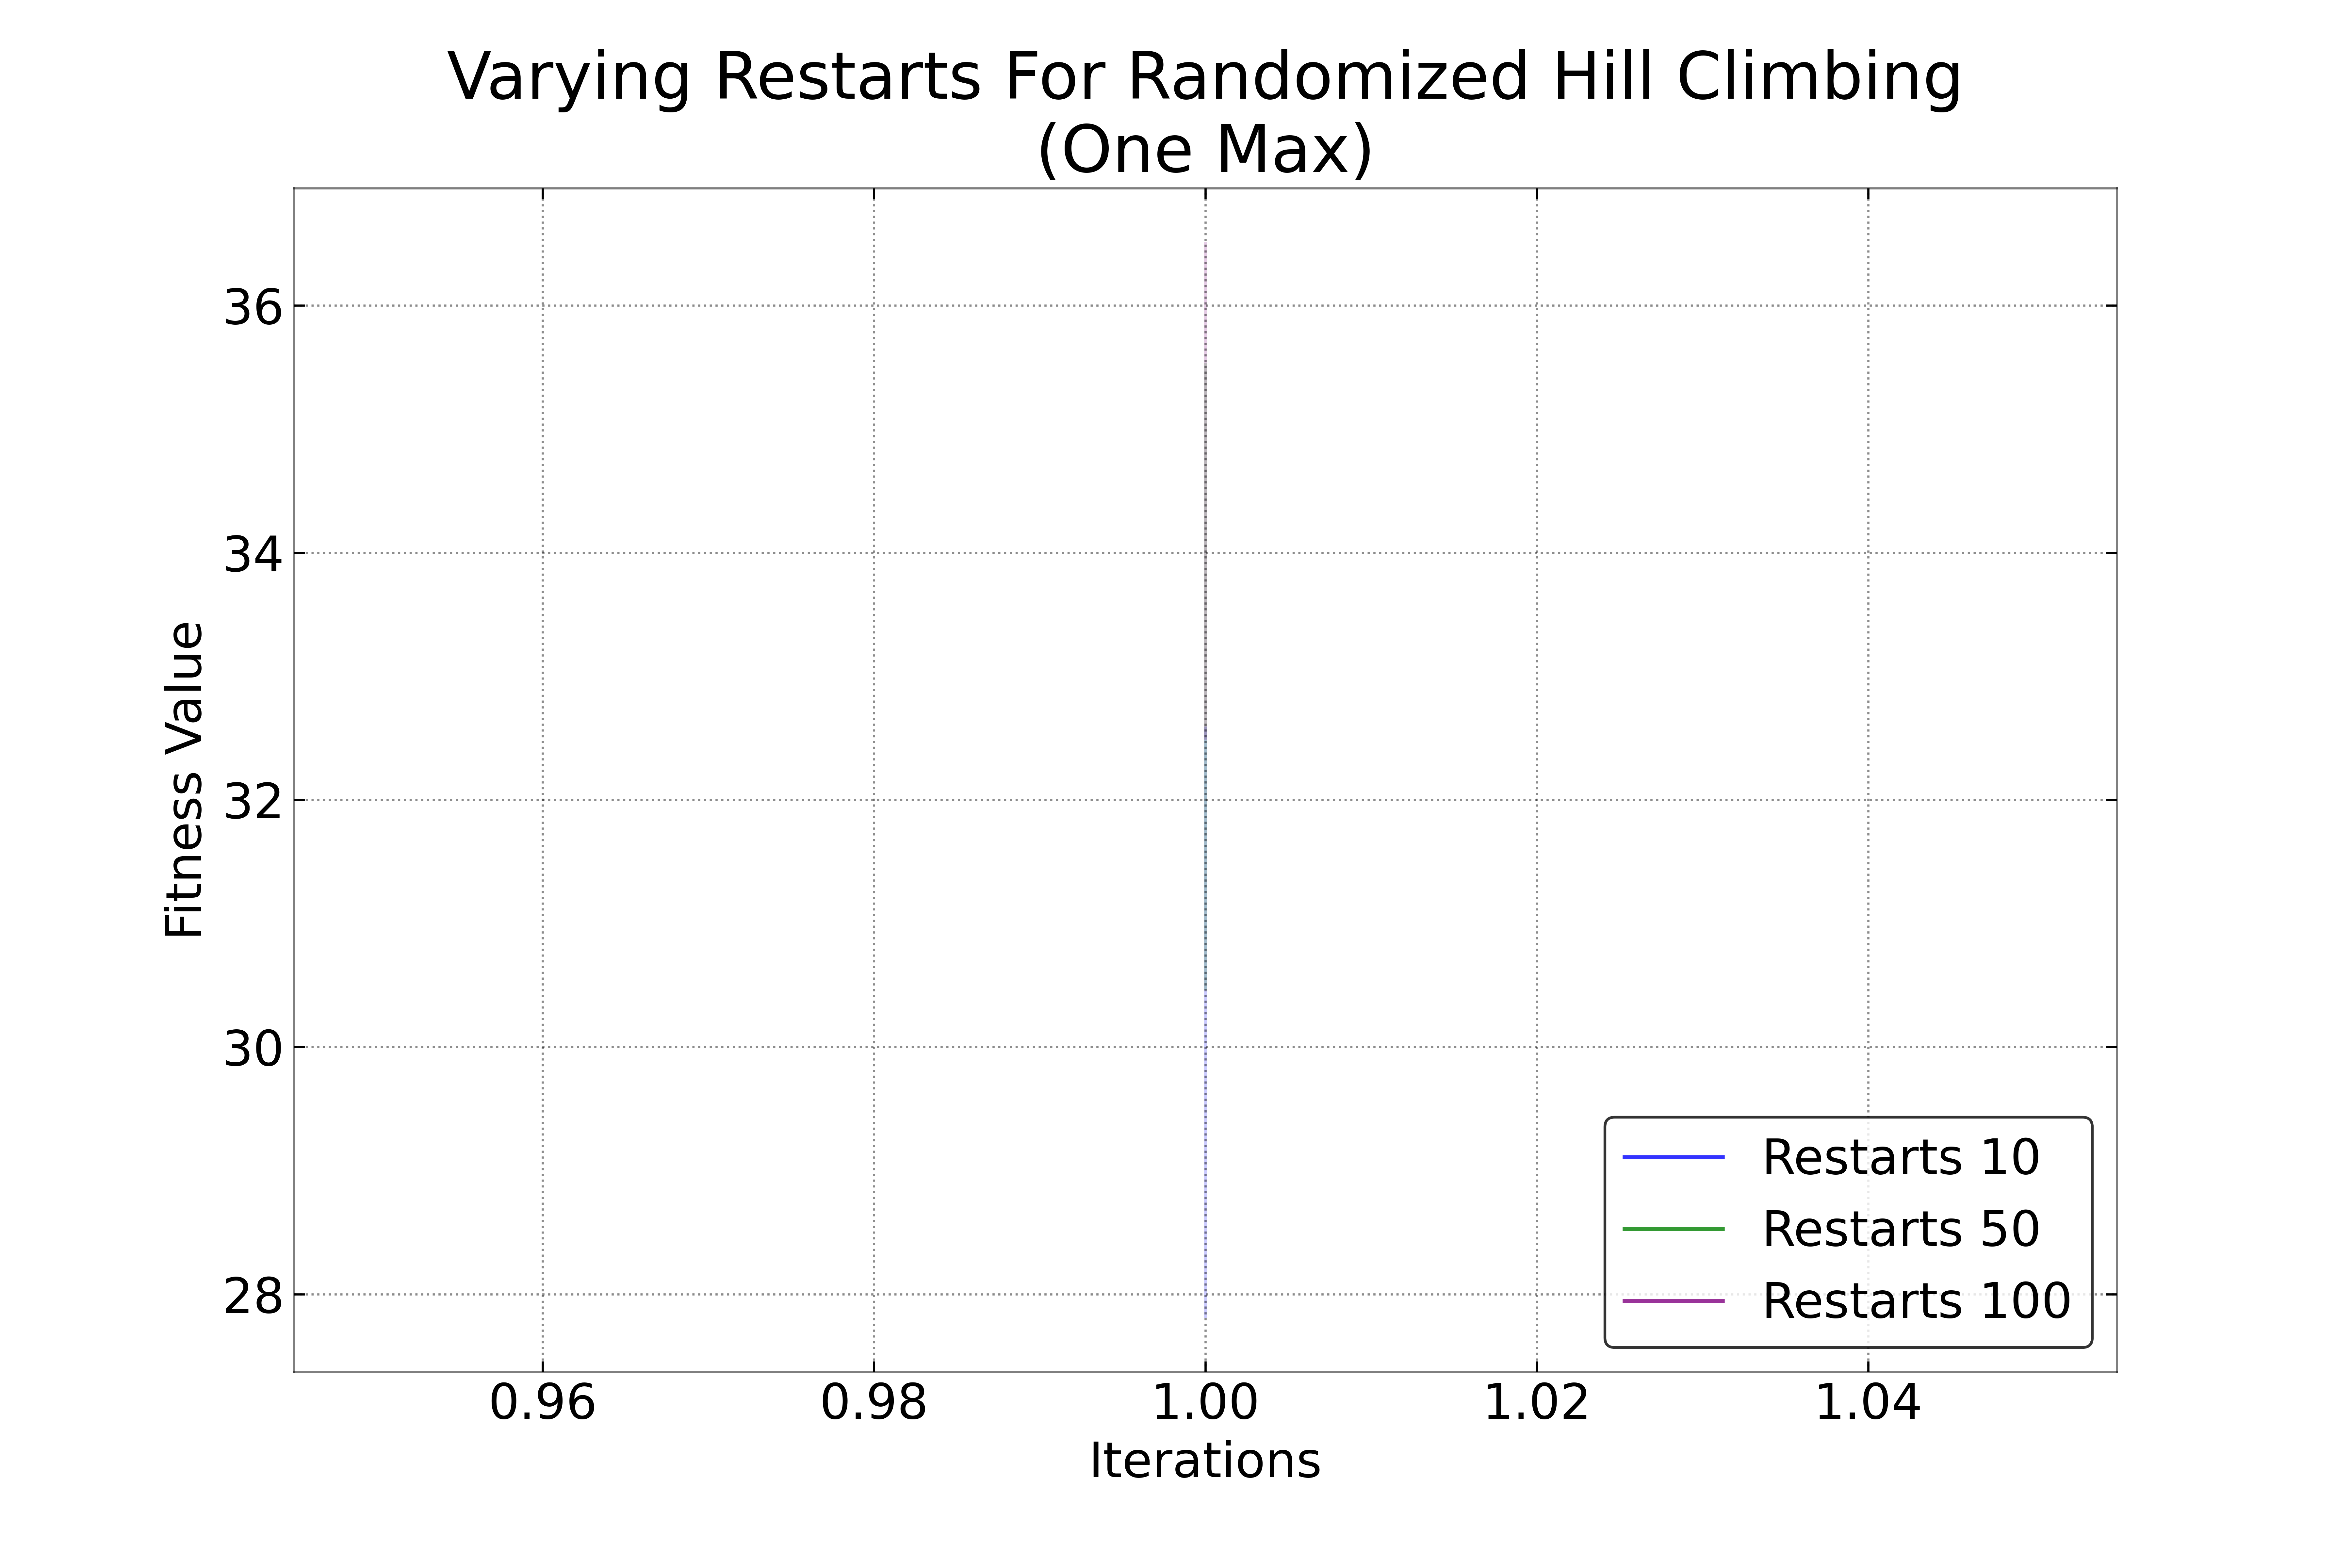 Varying Restarts For Randomized Hill Climbing
(One Max)
36
34
32
30
28
Fitness Value
0.96
0.98
1.00
1.02
1.04
Iterations
Restarts 10
Restarts 50
Restarts 100